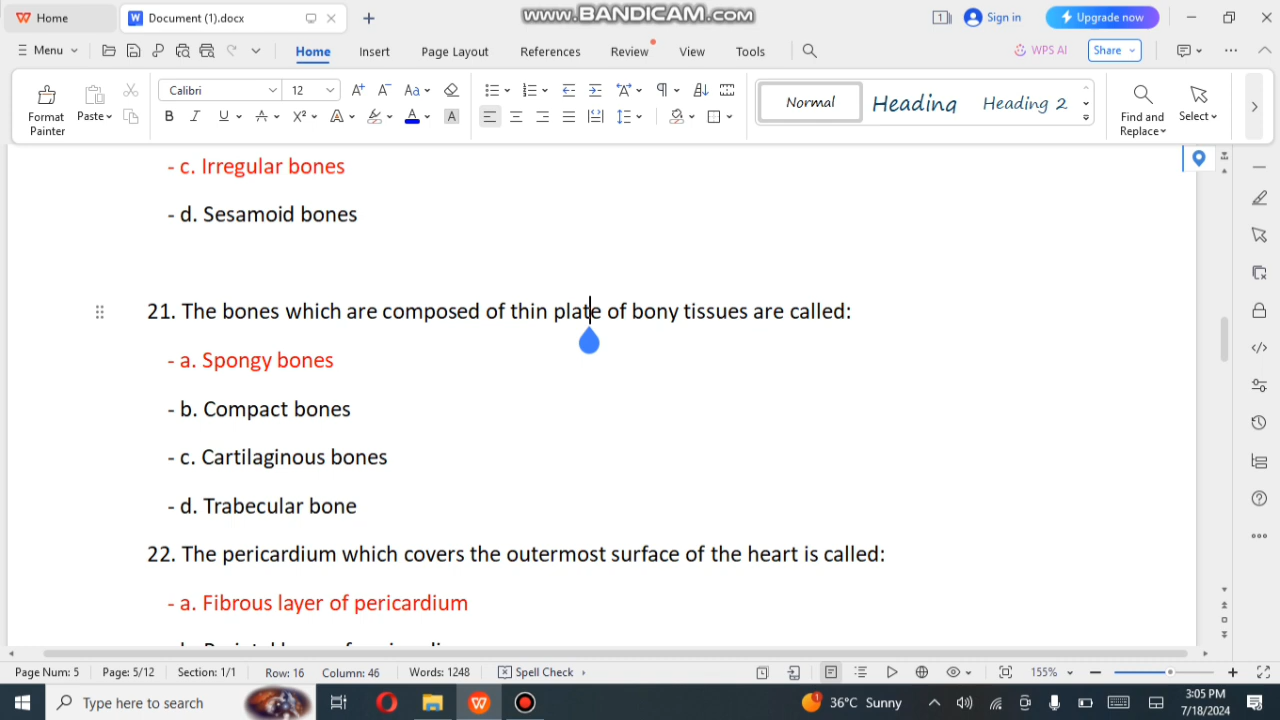 www.BANDICAM.com
Home
Document (1).docx
Sign in
Upgrade now
Menu
Home
Insert
Page Layout
References
Review
View
Tools
WPS AI
Share
Format Painter
Paste
Calibri
12
Normal
Heading
Heading 2
Find and Replace
Select
- c. Irregular bones
- d. Sesamoid bones
21. The bones which are composed of thin plate of bony tissues are called:
- a. Spongy bones
- b. Compact bones
- c. Cartilaginous bones
- d. Trabecular bone
22. The pericardium which covers the outermost surface of the heart is called:
- a. Fibrous layer of pericardium
Page Num: 5
Page: 5/12
Section: 1/1
Row: 16
Column: 46
Words: 1248
Spell Check
155%
Type here to search
36°C Sunny
3:05 PM
7/18/2024